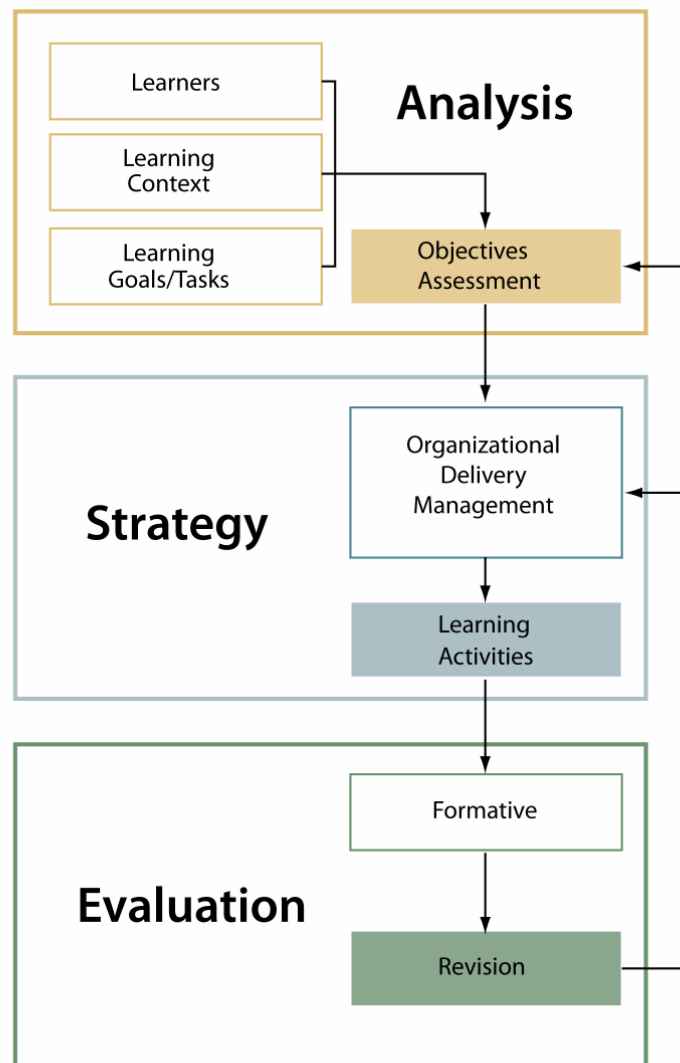 Learners
Analysis
Learning
Context
Learning
Goals/Tasks
Objectives
Assessment
Strategy
Organizational
Delivery
Management
Learning
Activities
Evaluation
Formative
Revision